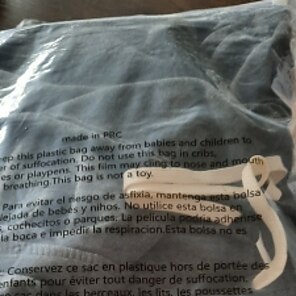 made in PRC
eep this plastic bag away from babies and children to
er of suffocation. Do not use this bag in cribs,
es or playpens. This film may cling to nose and mouth
breathing.This bag is not a toy.
Para evitar el riesgo de asfixia, mantenga esta bolsa
lejada de bebés y niños. No utilice esta bolsa en
, cochecitos o parques. La película podría adherirse
la boca e impedir la respiracion.Esta bolsa no es
- Conservez ce sac en plastique hors de portée des
enfants pour éviter tout danger de suffocation.
sac dans les berceaux, les lits, les poussettes